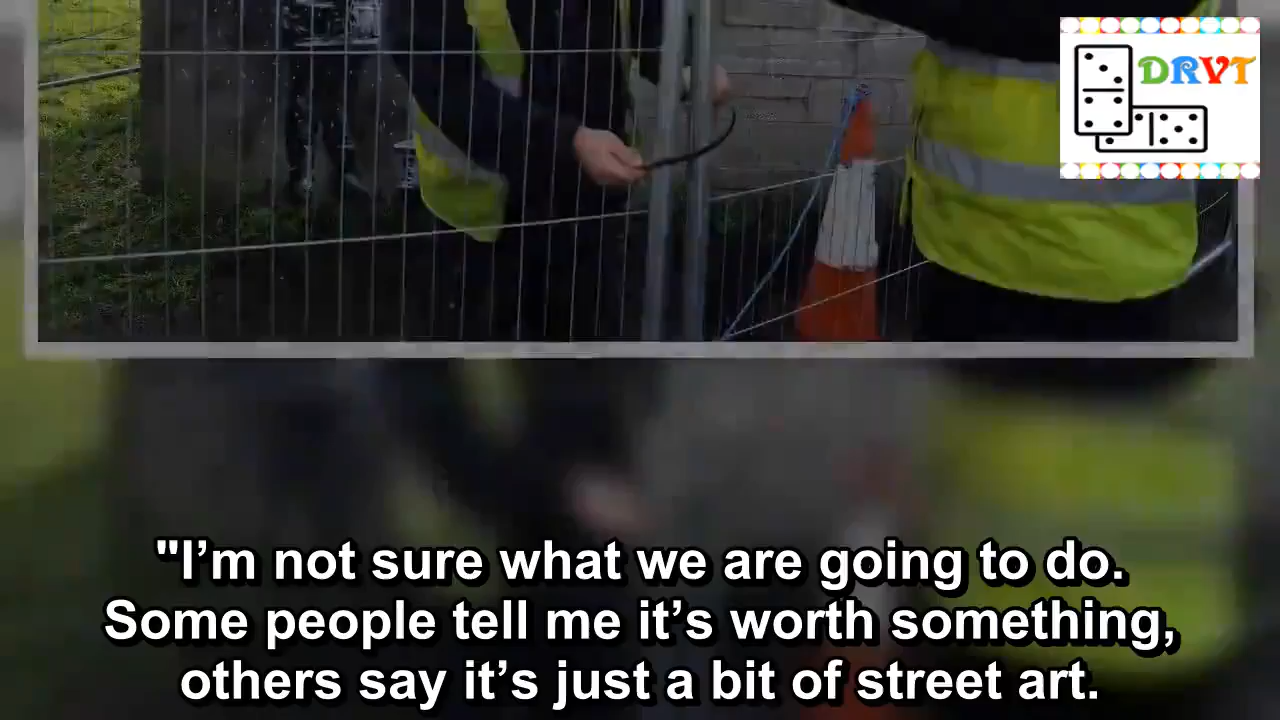 DRVT
"I’m not sure what we are going to do.
Some people tell me it’s worth something,
others say it’s just a bit of street art.